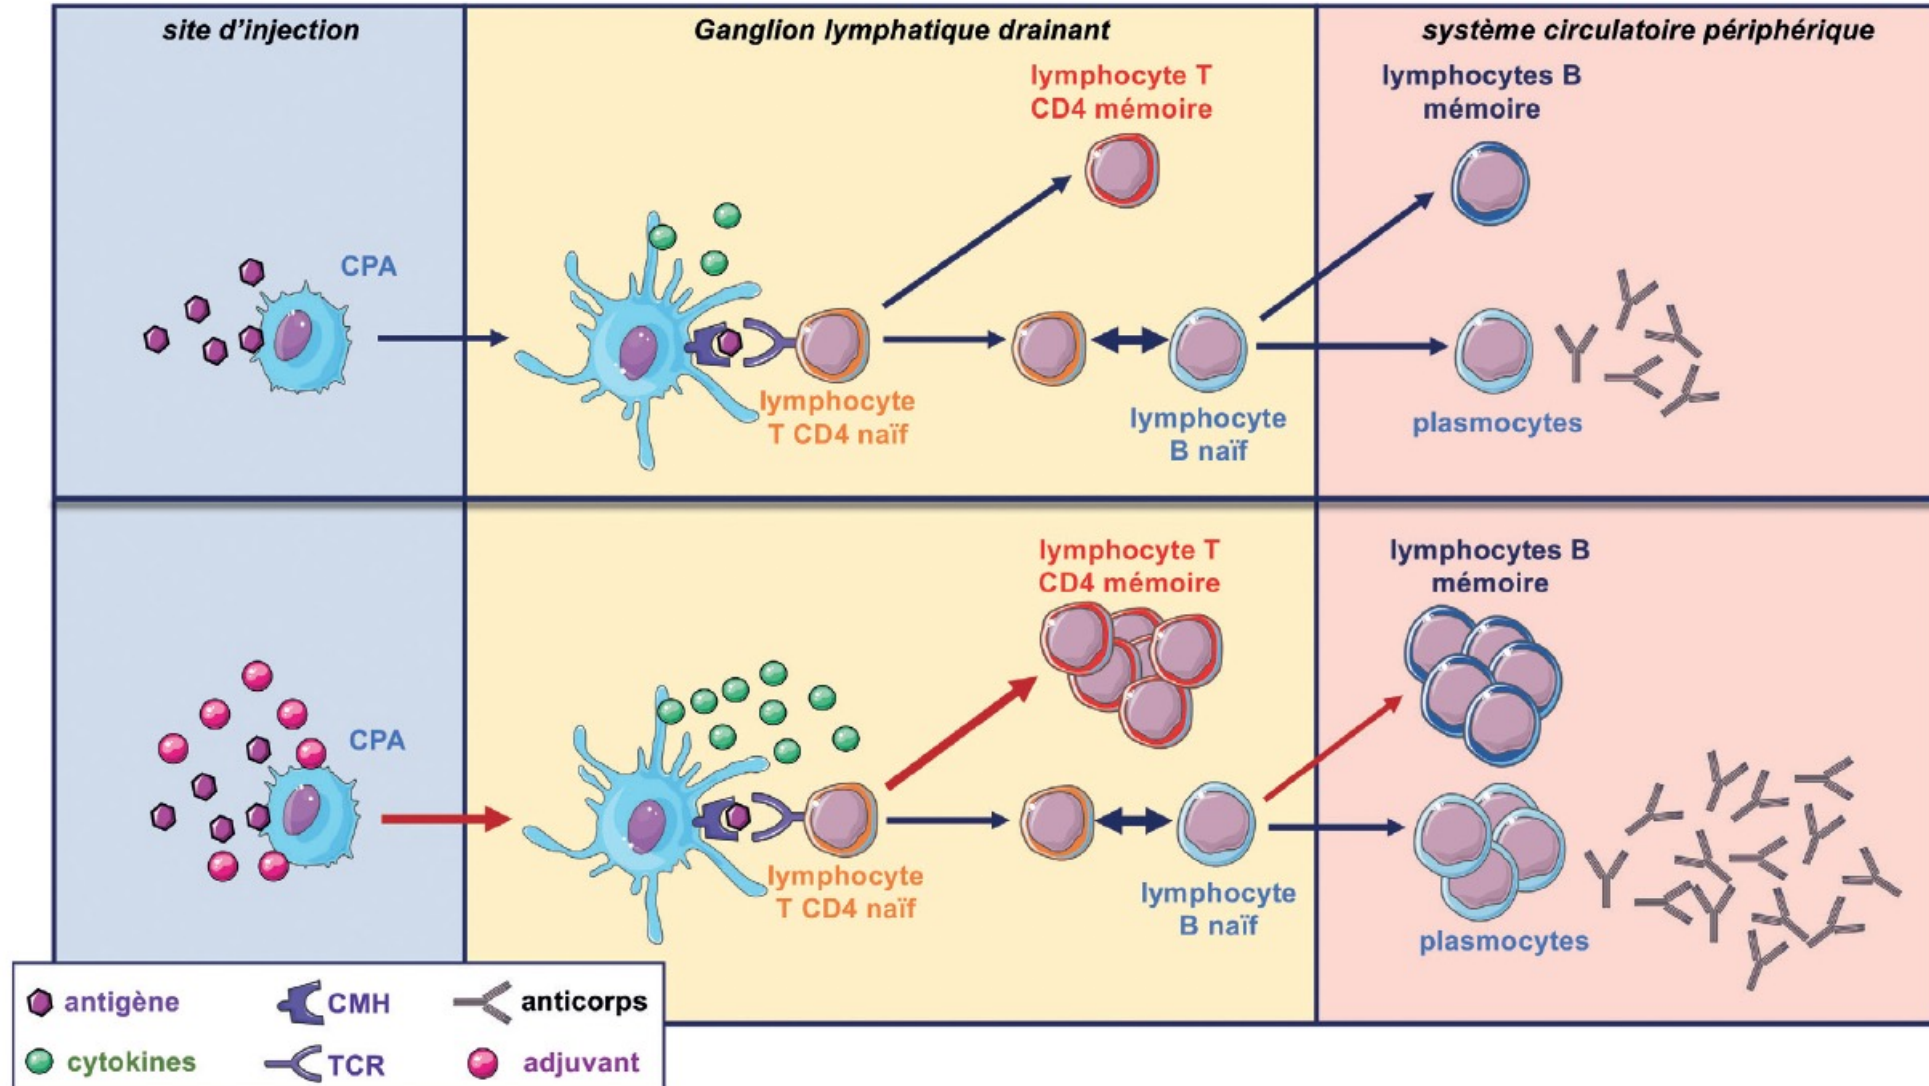 site d’injection
Ganglion lymphatique drainant
système circulatoire périphérique
lymphocyte T
CD4 mémoire
lymphocytes B
mémoire
CPA
lymphocyte
T CD4 naïf
lymphocyte
B naïf
plasmocytes
lymphocyte T
CD4 mémoire
lymphocytes B
mémoire
CPA
lymphocyte
T CD4 naïf
lymphocyte
B naïf
plasmocytes
antigène
CMH
anticorps
cytokines
TCR
adjuvant